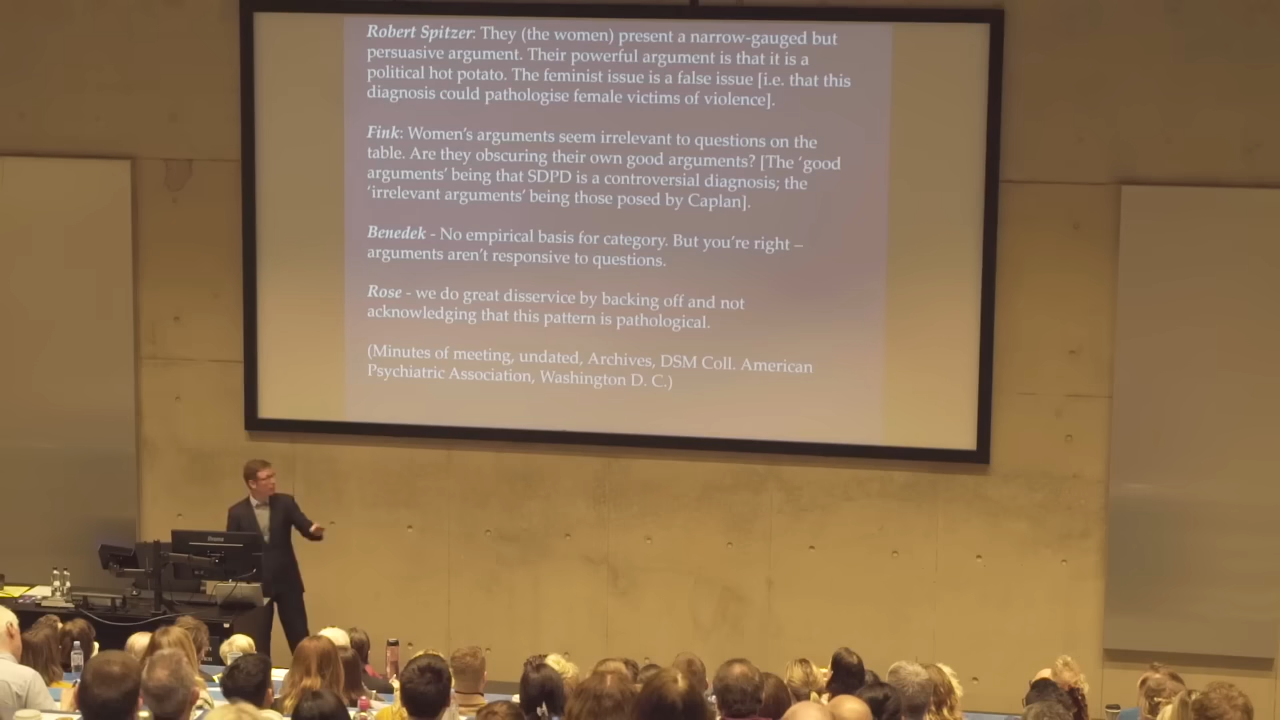 Robert Spitzer: They (the women) present a narrow-gauged but
persuasive argument. Their powerful argument is that it is a
political hot potato. The feminist issue is a false issue [i.e. that this
diagnosis could pathologise female victims of violence].
Fink: Women's arguments seem irrelevant to questions on the
table. Are they obscuring their own good arguments? [The 'good
arguments' being that SDPD is a controversial diagnosis; the
'irrelevant arguments' being those posed by Caplan].
Benedek - No empirical basis for category. But you're right –
arguments aren't responsive to questions.
Rose - we do great disservice by backing off and not
acknowledging that this pattern is pathological.
(Minutes of meeting, undated, Archives, DSM Coll. American
Psychiatric Association, Washington D. C.)